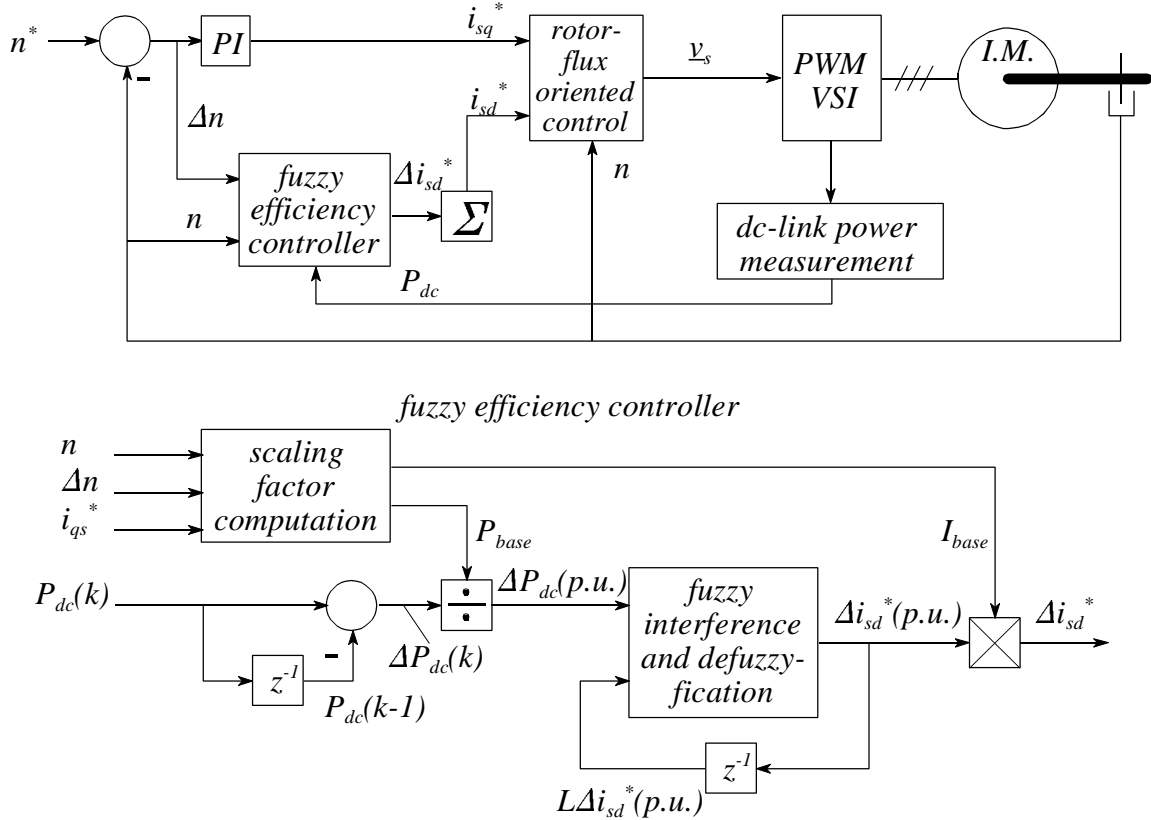 n*
PI
i_sq*
rotor-
flux
oriented
control
v_s
PWM
VSI
I.M.
-
Δn
i_sd*
fuzzy
efficiency
controller
n
Δi_sd*
Σ
n
P_dc
dc-link power
measurement
fuzzy efficiency controller
n
Δn
i_qs*
scaling
factor
computation
P_base
I_base
P_dc(k)
-
z^-1
P_dc(k-1)
ΔP_dc(k)
÷
ΔP_dc(p.u.)
fuzzy
interference
and defuzzy-
fication
Δi_sd*(p.u.)
Δi_sd*
z^-1
LΔi_sd*(p.u.)